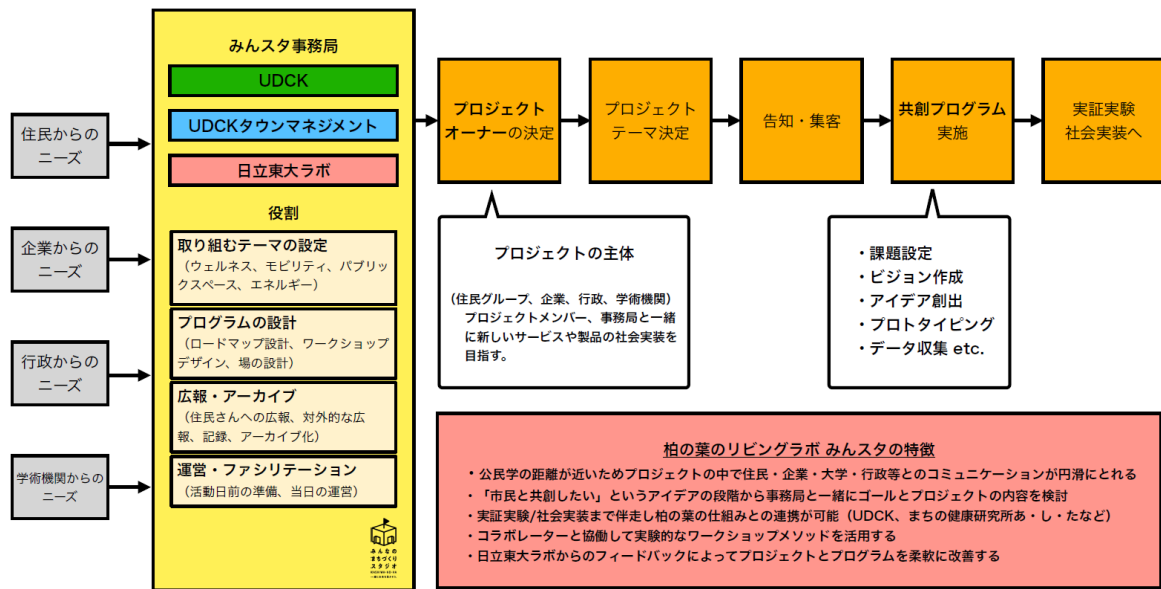 住民からの
ニーズ
企業からの
ニーズ
行政からの
ニーズ
学術機関からの
ニーズ
みんスタ事務局
UDCK
UDCKタウンマネジメント
日立東大ラボ
役割
取り組むテーマの設定
（ウェルネス、モビリティ、パブリッ
クスペース、エネルギー）
プログラムの設計
（ロードマップ設計、ワークショップ
デザイン、場の設計）
広報・アーカイブ
（住民さんへの広報、対外的な広
報、記録、アーカイブ化）
運営・ファシリテーション
（活動日前の準備、当日の運営）
みんなの
まちづくり
スタジオ
プロジェクト
オーナーの決定
プロジェクト
テーマ決定
告知・集客
共創プログラム
実施
実証実験
社会実装へ
プロジェクトの主体
（住民グループ、企業、行政、学術機関）
プロジェクトメンバー、事務局と一緒
に新しいサービスや製品の社会実装を
目指す。
・課題設定
・ビジョン作成
・アイデア創出
・プロトタイピング
・データ収集 etc.
柏の葉のリビングラボ みんスタの特徴
・公民学の距離が近いためプロジェクトの中で住民・企業・大学・行政等とのコミュニケーションが円滑にとれる
・「市民と共創したい」というアイデアの段階から事務局と一緒にゴールとプロジェクトの内容を検討
・実証実験/社会実装まで伴走し柏の葉の仕組みとの連携が可能（UDCK、まちの健康研究所あ・し・たなど）
・コラボレーターと協働して実験的なワークショップメソッドを活用する
・日立東大ラボからのフィードバックによってプロジェクトとプログラムを柔軟に改善する